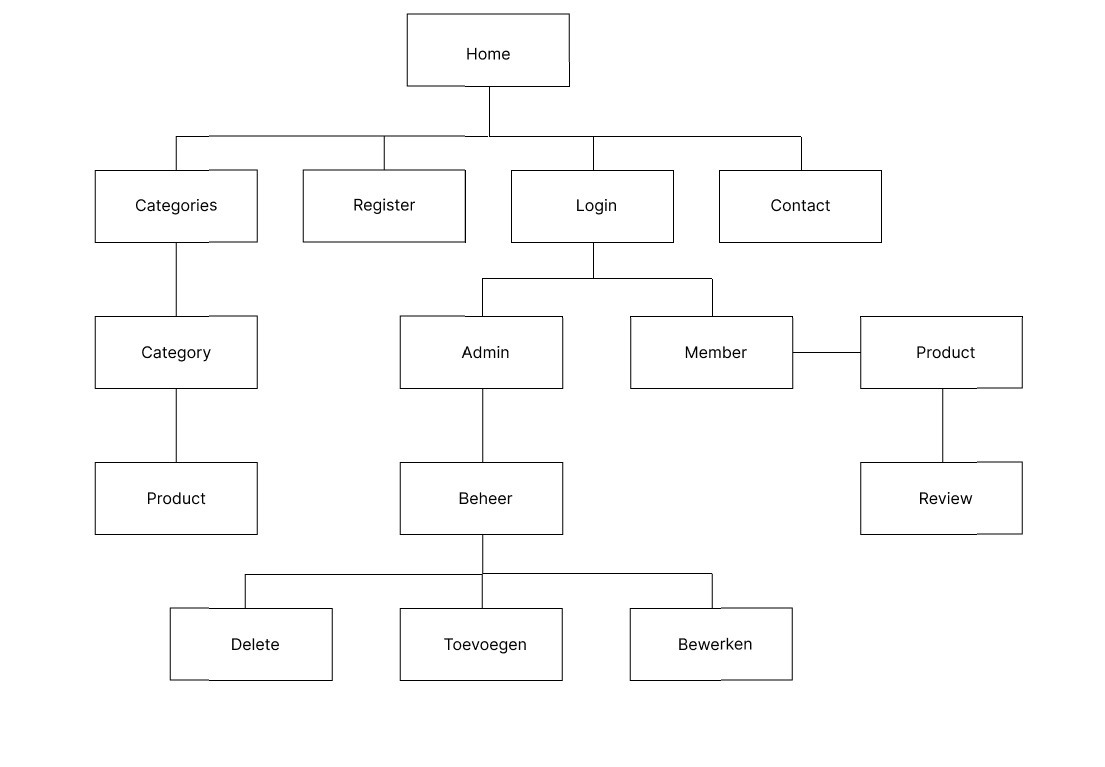 Home
Categories
Register
Login
Contact
Category
Admin
Member
Product
Product
Beheer
Review
Delete
Toevoegen
Bewerken